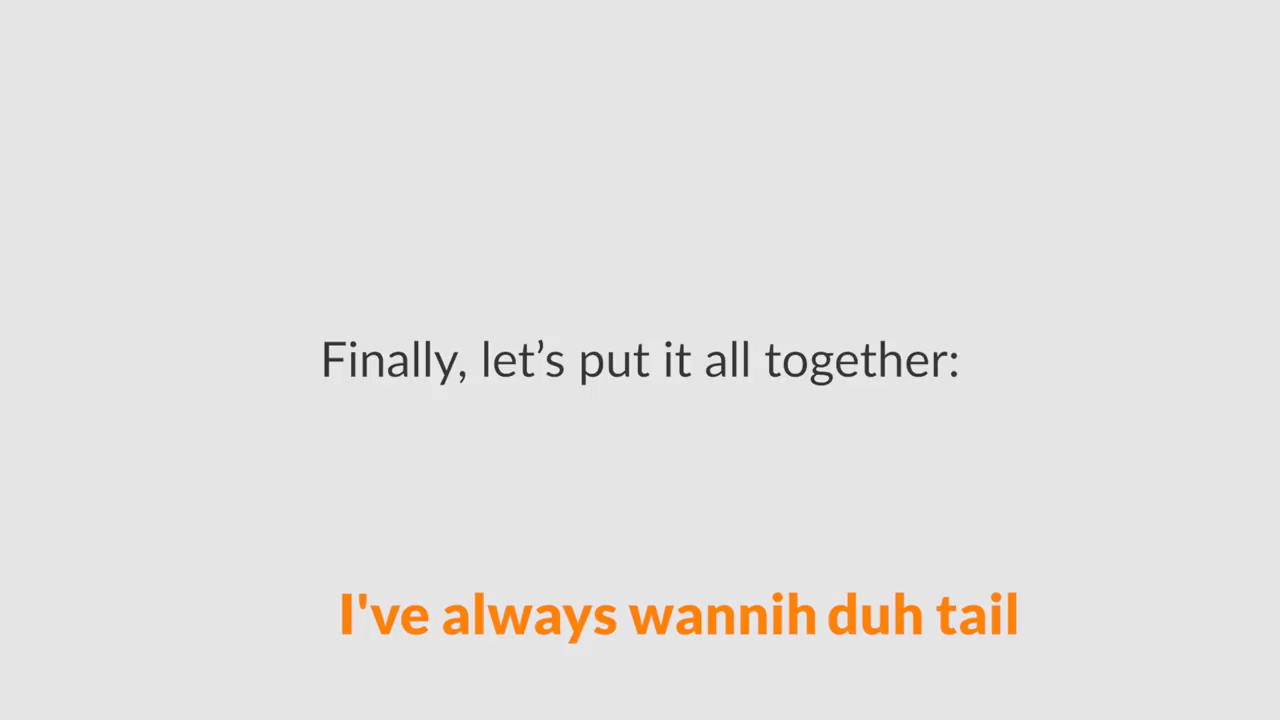 Finally, let’s put it all together:
I've always wannih duh tail